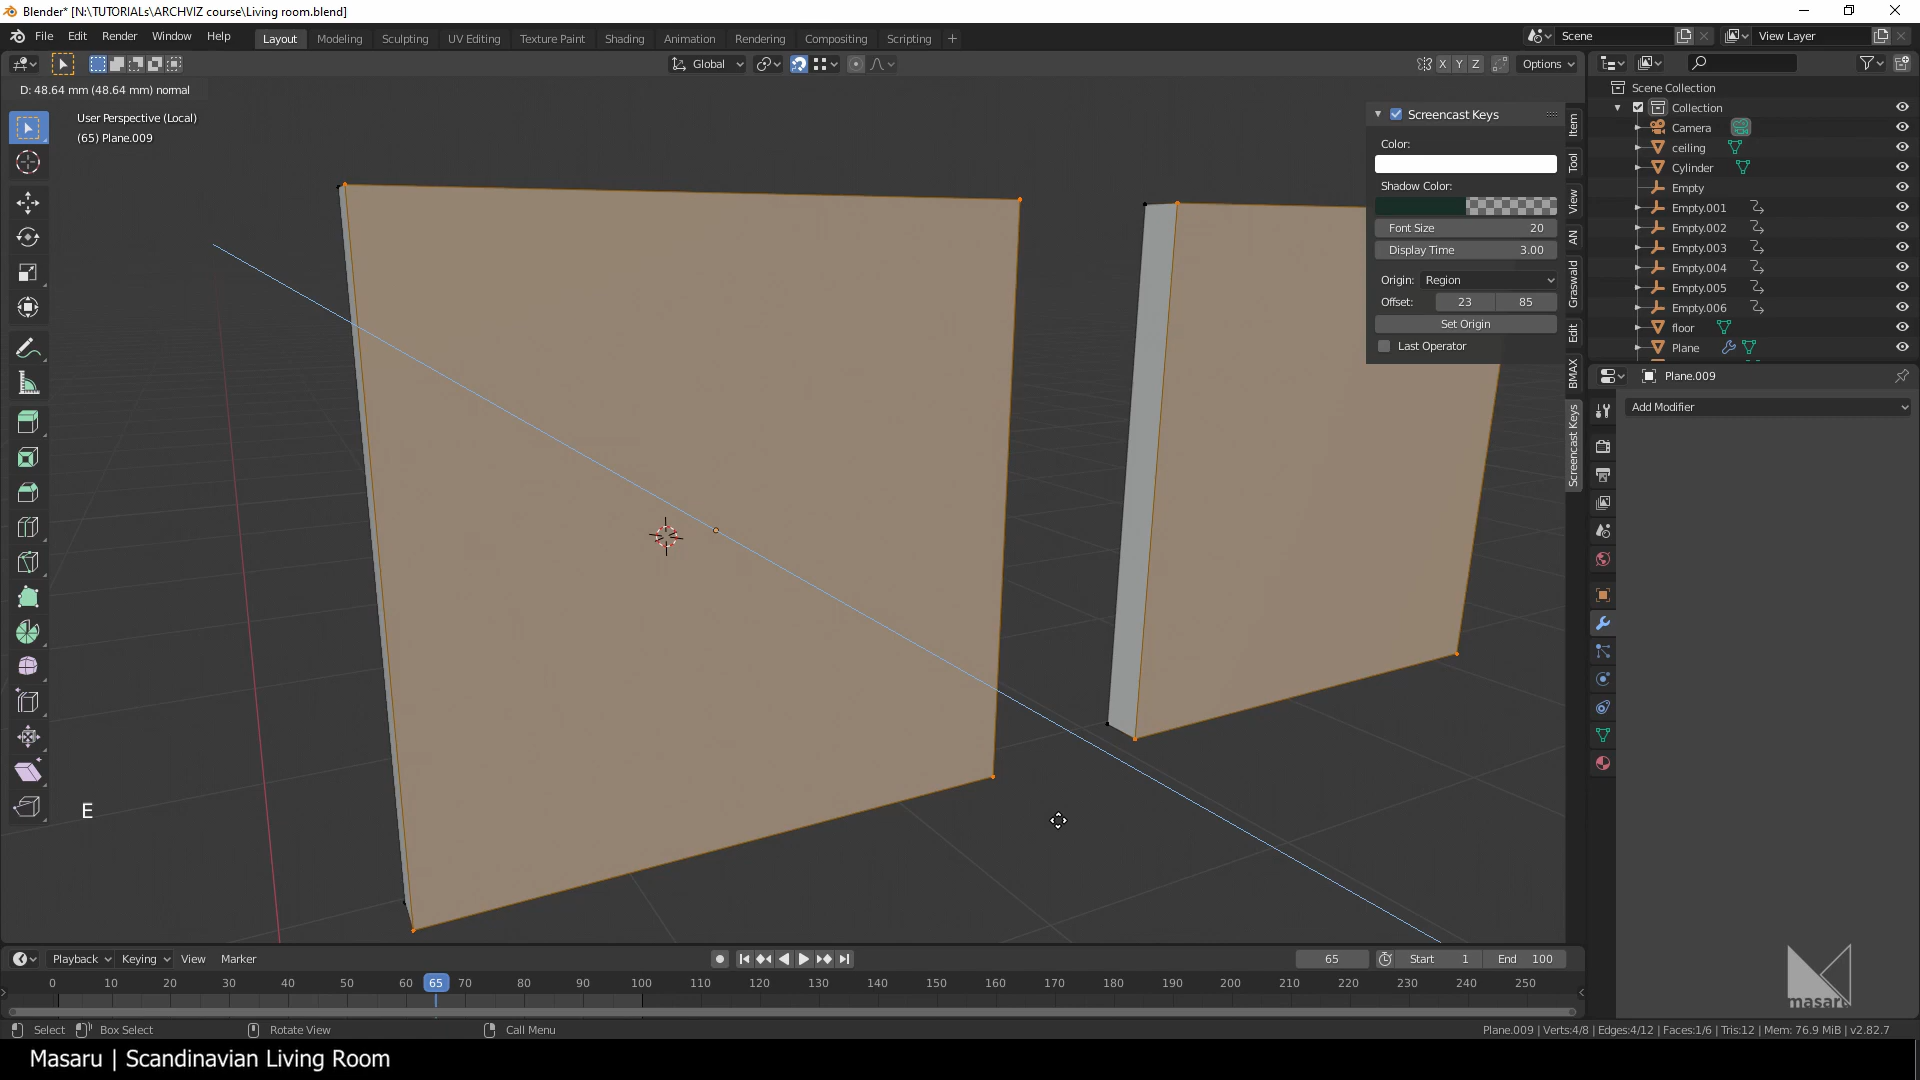 Blender* [N:\TUTORIALs\ARCHVIZ course\Living room.blend]
File Edit Render Window Help
Layout Modeling Sculpting UV Editing Texture Paint Shading Animation Rendering Compositing Scripting +
Scene
View Layer
Global
X Y Z
Options
D: 48.64 mm (48.64 mm) normal
User Perspective (Local)
(65) Plane.009
Screencast Keys
Color:
Shadow Color:
Font Size 20
Display Time 3.00
Origin: Region
Offset: 23 85
Set Origin
Last Operator
Item
Tool
View
AN
Graswald
Edit
BMAX
Screencast Keys
Scene Collection
Collection
Camera
ceiling
Cylinder
Empty
Empty.001
Empty.002
Empty.003
Empty.004
Empty.005
Empty.006
floor
Plane
Plane.009
Add Modifier
E
Playback Keying View Marker
65
Start 1
End 100
0 10 20 30 40 50 60 65 70 80 90 100 110 120 130 140 150 160 170 180 190 200 210 220 230 240 250
masaru
Select Box Select Rotate View Call Menu
Plane.009 | Verts:4/8 | Edges:4/12 | Faces:1/6 | Tris:12 | Mem: 76.9 MiB | v2.82.7
Masaru | Scandinavian Living Room